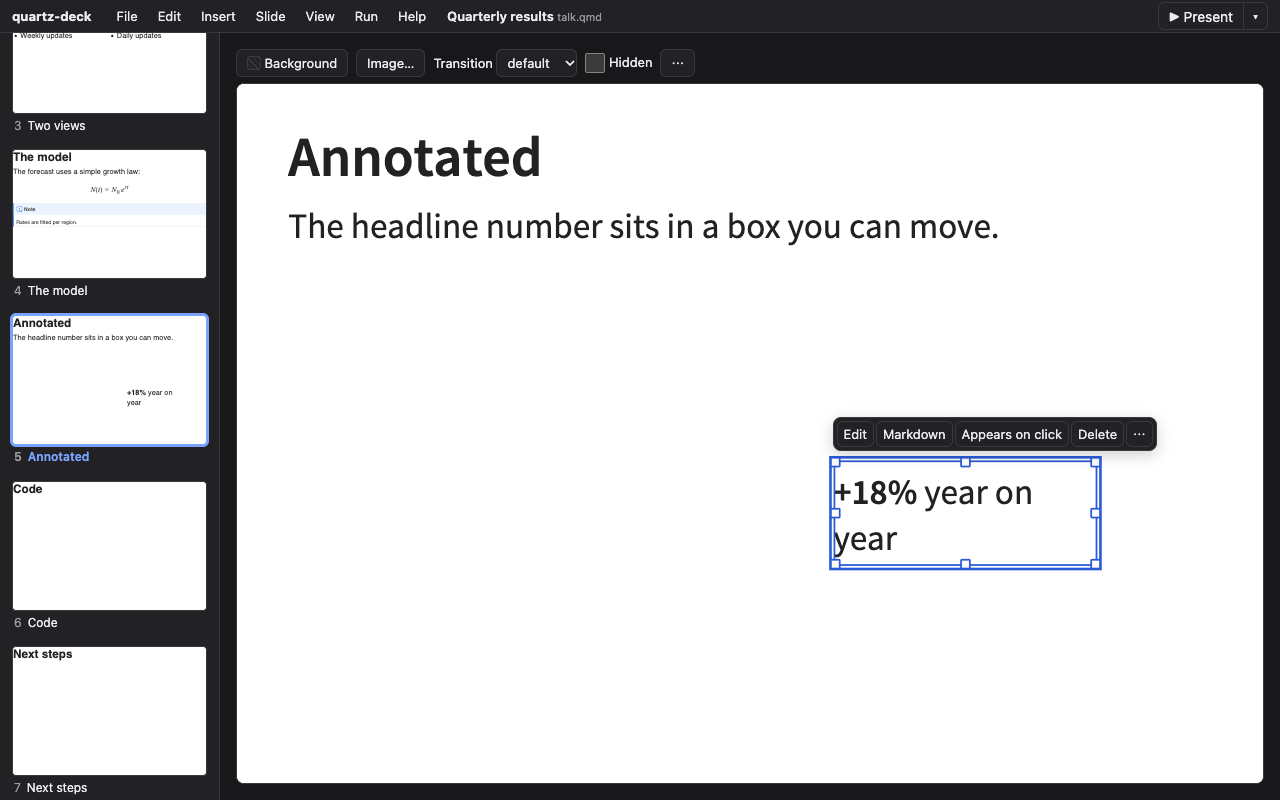 quartz-deck File Edit Insert Slide View Run Help Quarterly results talk.qmd ▶ Present ▾
• Weekly updates • Daily updates
3 Two views
The model
The forecast uses a simple growth law:
N(t) = N₀ eʳᵗ
Note
Rates are fitted per region.
4 The model
Annotated
The headline number sits in a box you can move.
+18% year on
year
5 Annotated
Code
6 Code
Next steps
7 Next steps
Background Image... Transition default Hidden ···
Annotated
The headline number sits in a box you can move.
Edit Markdown Appears on click Delete ···
+18% year on
year